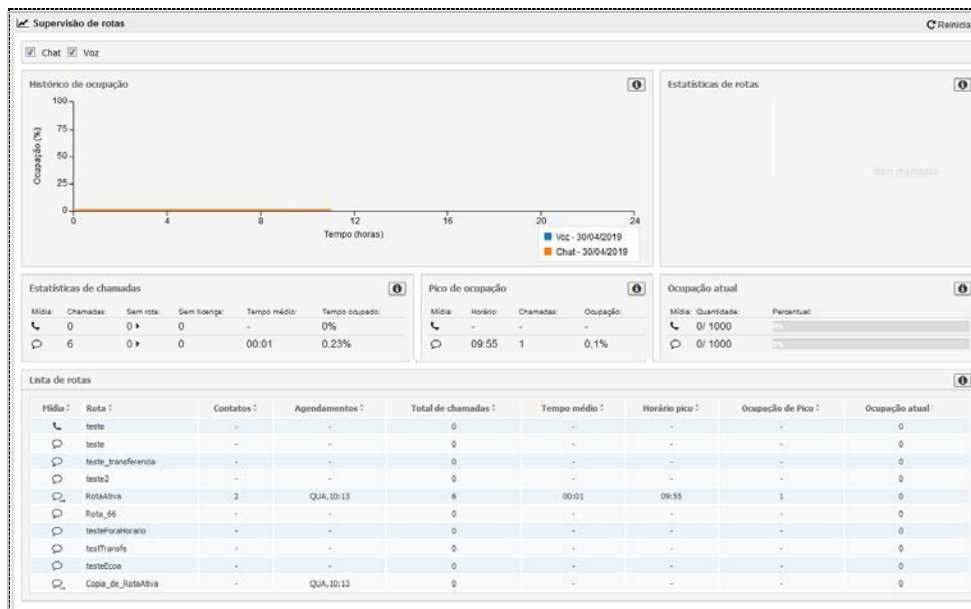 Supervisão de rotas
Reinicia
Chat Voz
Histórico de ocupação
Estatísticas de rotas
100
75
50
25
0
Ocupação (%)
0 4 8 12 16 20 24
Tempo (horas)
Voz - 30/04/2019
Chat - 30/04/2019
Sem chamadas
Estatísticas de chamadas
Mídia: Chamadas: Sem rota: Sem licença: Tempo médio: Tempo ocupado:
0 0 0 - 0%
6 0 0 00:01 0,23%
Pico de ocupação
Mídia: Horário: Chamadas: Ocupação:
- - -
09:55 1 0,1%
Ocupação atual
Mídia: Quantidade: Percentual:
0/ 1000
0/ 1000
Lista de rotas
Mídia Rota Contatos Agendamentos Total de chamadas Tempo médio Horário pico Ocupação de Pico Ocupação atual
teste - - 0 - - - 0
teste - - 0 - - - 0
teste_transferencia - - 0 - - - 0
teste2 - - 0 - - - 0
RotaAtiva 2 QUA,10:13 6 00:01 09:55 1 0
Rota_66 - - 0 - - - 0
testeForaHorario - - 0 - - - 0
testTransfe - - 0 - - - 0
testeEcoa - - 0 - - - 0
Copia_de_RotaAtiva - QUA,10:13 0 - - - 0